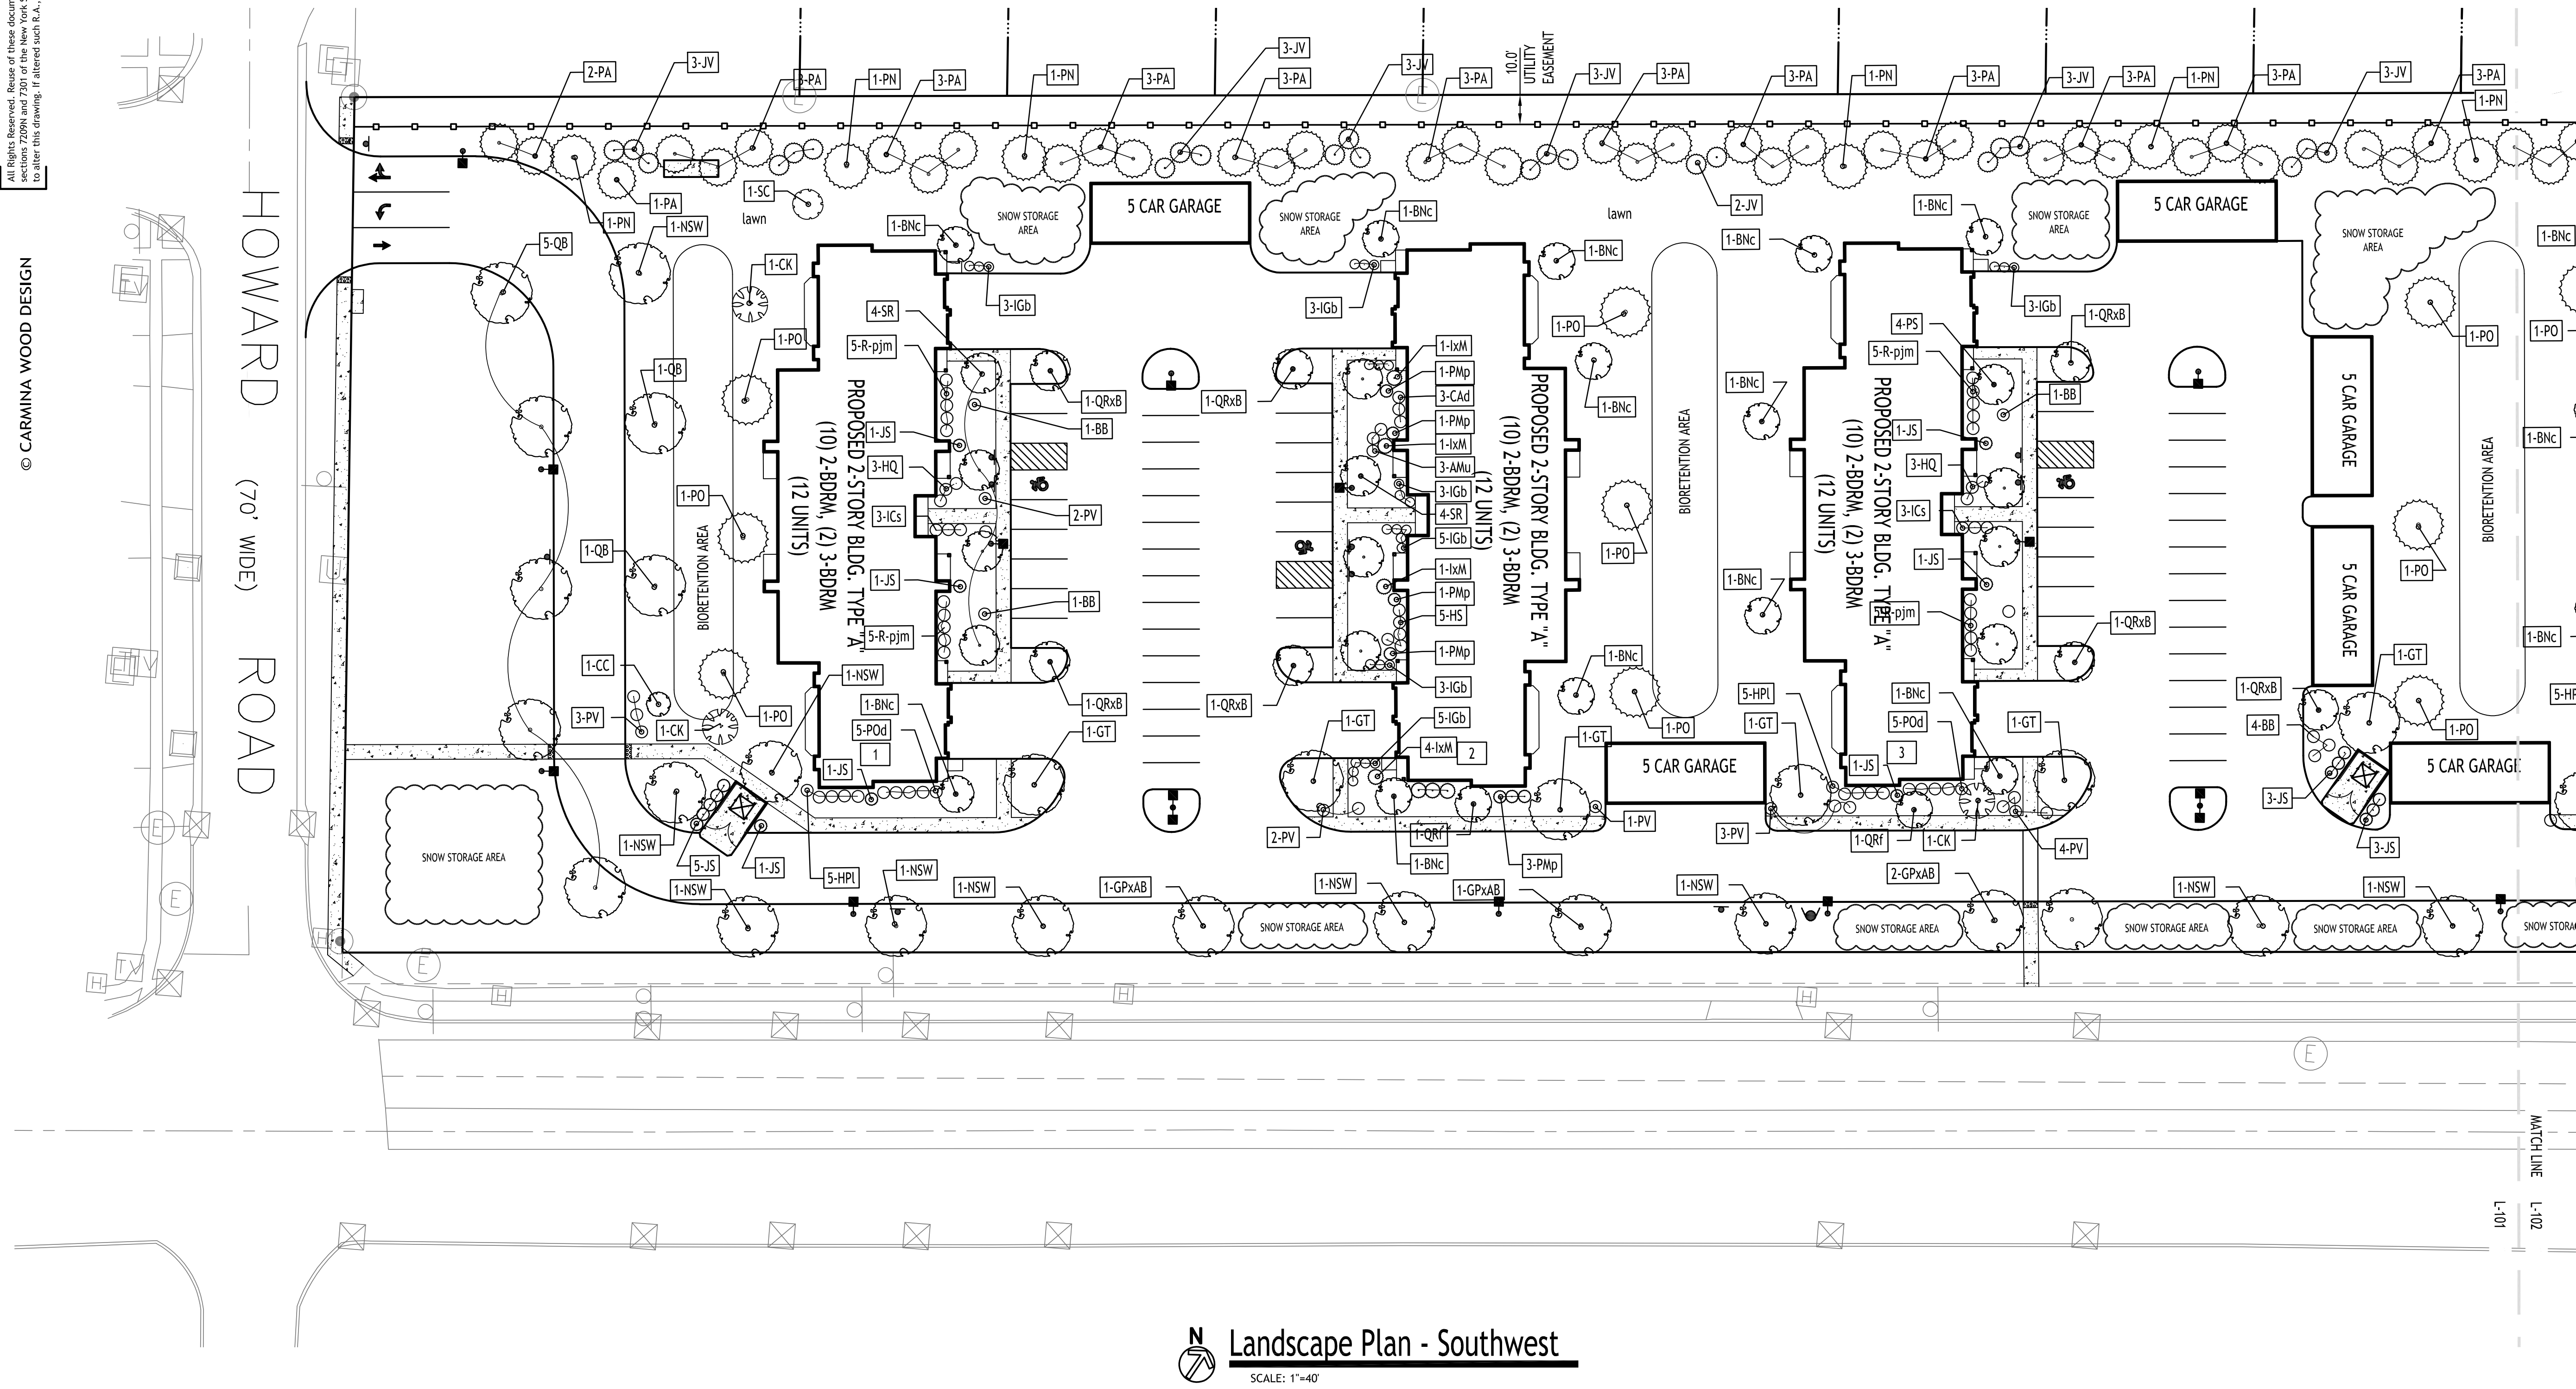 All Rights Reserved. Reuse of these docum
sections 7209N and 7301 of the New York S
to alter this drawing. If altered such R.A.,
© CARMINA WOOD DESIGN
HOWARD ROAD
(70' WIDE)
2-PA
3-JV
3-PA
1-PN
3-PA
1-PN
3-PA
3-JV
3-PA
3-JV
3-PA
10.0'
UTILITY
EASEMENT
3-JV
3-PA
3-PA
1-PN
3-PA
3-JV
3-PA
1-PN
3-PA
3-JV
3-PA
1-PN
1-PA
1-PN
1-SC
lawn
lawn
2-JV
5-QB
1-NSW
1-CK
1-PO
1-QB
1-PO
1-QB
BIORETENTION AREA
1-CC
3-PV
1-CK
1-PO
1-NSW
1-BNc
SNOW STORAGE
AREA
5 CAR GARAGE
SNOW STORAGE
AREA
1-BNc
3-IGb
3-IGb
4-SR
5-R-pjm
1-JS
3-HQ
3-ICs
1-JS
5-R-pjm
PROPOSED 2-STORY BLDG. TYPE "A"
(10) 2-BDRM, (2) 3-BDRM
(12 UNITS)
1-QRxB
1-BB
2-PV
1-BB
1-QRxB
1-BNc
5-POd
1
1-JS
1-GT
1-NSW
5-JS
1-JS
5-HPl
SNOW STORAGE AREA
1-QRxB
1-QRxB
1-IxM
1-PMp
3-CAd
1-PMp
1-IxM
3-AMu
3-IGb
4-SR
5-IGb
1-IxM
1-PMp
5-HS
1-PMp
3-IGb
5-IGb
4-IxM
2
PROPOSED 2-STORY BLDG. TYPE "A"
(10) 2-BDRM, (2) 3-BDRM
(12 UNITS)
1-GT
1-GT
2-PV
1-QRf
1-BNc
3-PMp
1-PV
1-BNc
1-PO
1-BNc
1-PO
1-BNc
1-PO
BIORETENTION AREA
5 CAR GARAGE
1-BNc
1-BNc
1-BNc
1-BNc
SNOW STORAGE
AREA
5 CAR GARAGE
SNOW STORAGE
AREA
3-IGb
4-PS
5-R-pjm
1-JS
3-HQ
3-ICs
1-JS
5-R-pjm
PROPOSED 2-STORY BLDG. TYPE "A"
(10) 2-BDRM, (2) 3-BDRM
(12 UNITS)
1-QRxB
1-BB
1-QRxB
5-HPl
1-BNc
1-GT
5-POd
1-GT
3
1-JS
3-PV
1-QRf
1-CK
4-PV
5 CAR GARAGE
5 CAR GARAGE
1-PO
1-PO
1-GT
1-QRxB
4-BB
1-PO
5 CAR GARAGE
3-JS
3-JS
BIORETENTION AREA
1-BNc
1-PO
1-BNc
1-BNc
5-HP
1-NSW
1-NSW
1-NSW
1-GPxAB
SNOW STORAGE AREA
1-NSW
1-GPxAB
1-NSW
SNOW STORAGE AREA
2-GPxAB
SNOW STORAGE AREA
1-NSW
SNOW STORAGE AREA
1-NSW
SNOW STORA
MATCH LINE
L-101
L-102
N
Landscape Plan - Southwest
SCALE: 1"=40'